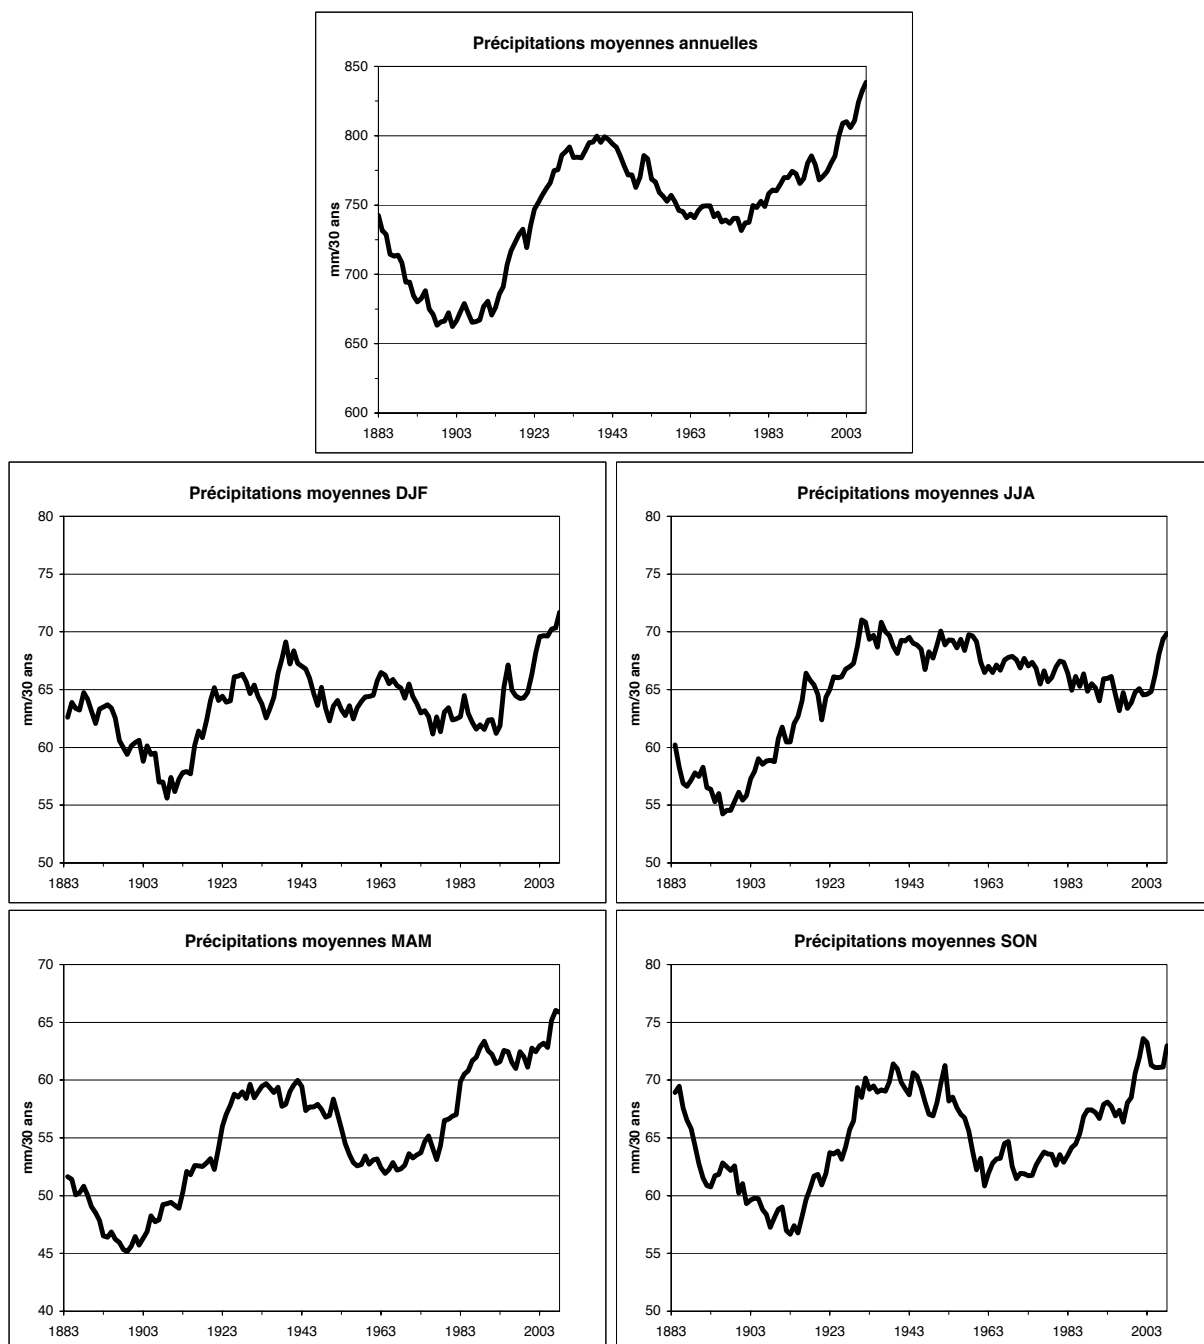 Précipitations moyennes annuelles
mm/30 ans
850
800
750
700
650
600
1883 1903 1923 1943 1963 1983 2003
Précipitations moyennes DJF
mm/30 ans
80
75
70
65
60
55
50
1883 1903 1923 1943 1963 1983 2003
Précipitations moyennes JJA
80
75
70
65
60
55
50
1883 1903 1923 1943 1963 1983 2003
Précipitations moyennes MAM
mm/30 ans
70
65
60
55
50
45
40
1883 1903 1923 1943 1963 1983 2003
Précipitations moyennes SON
mm/30 ans
80
75
70
65
60
55
50
1883 1903 1923 1943 1963 1983 2003